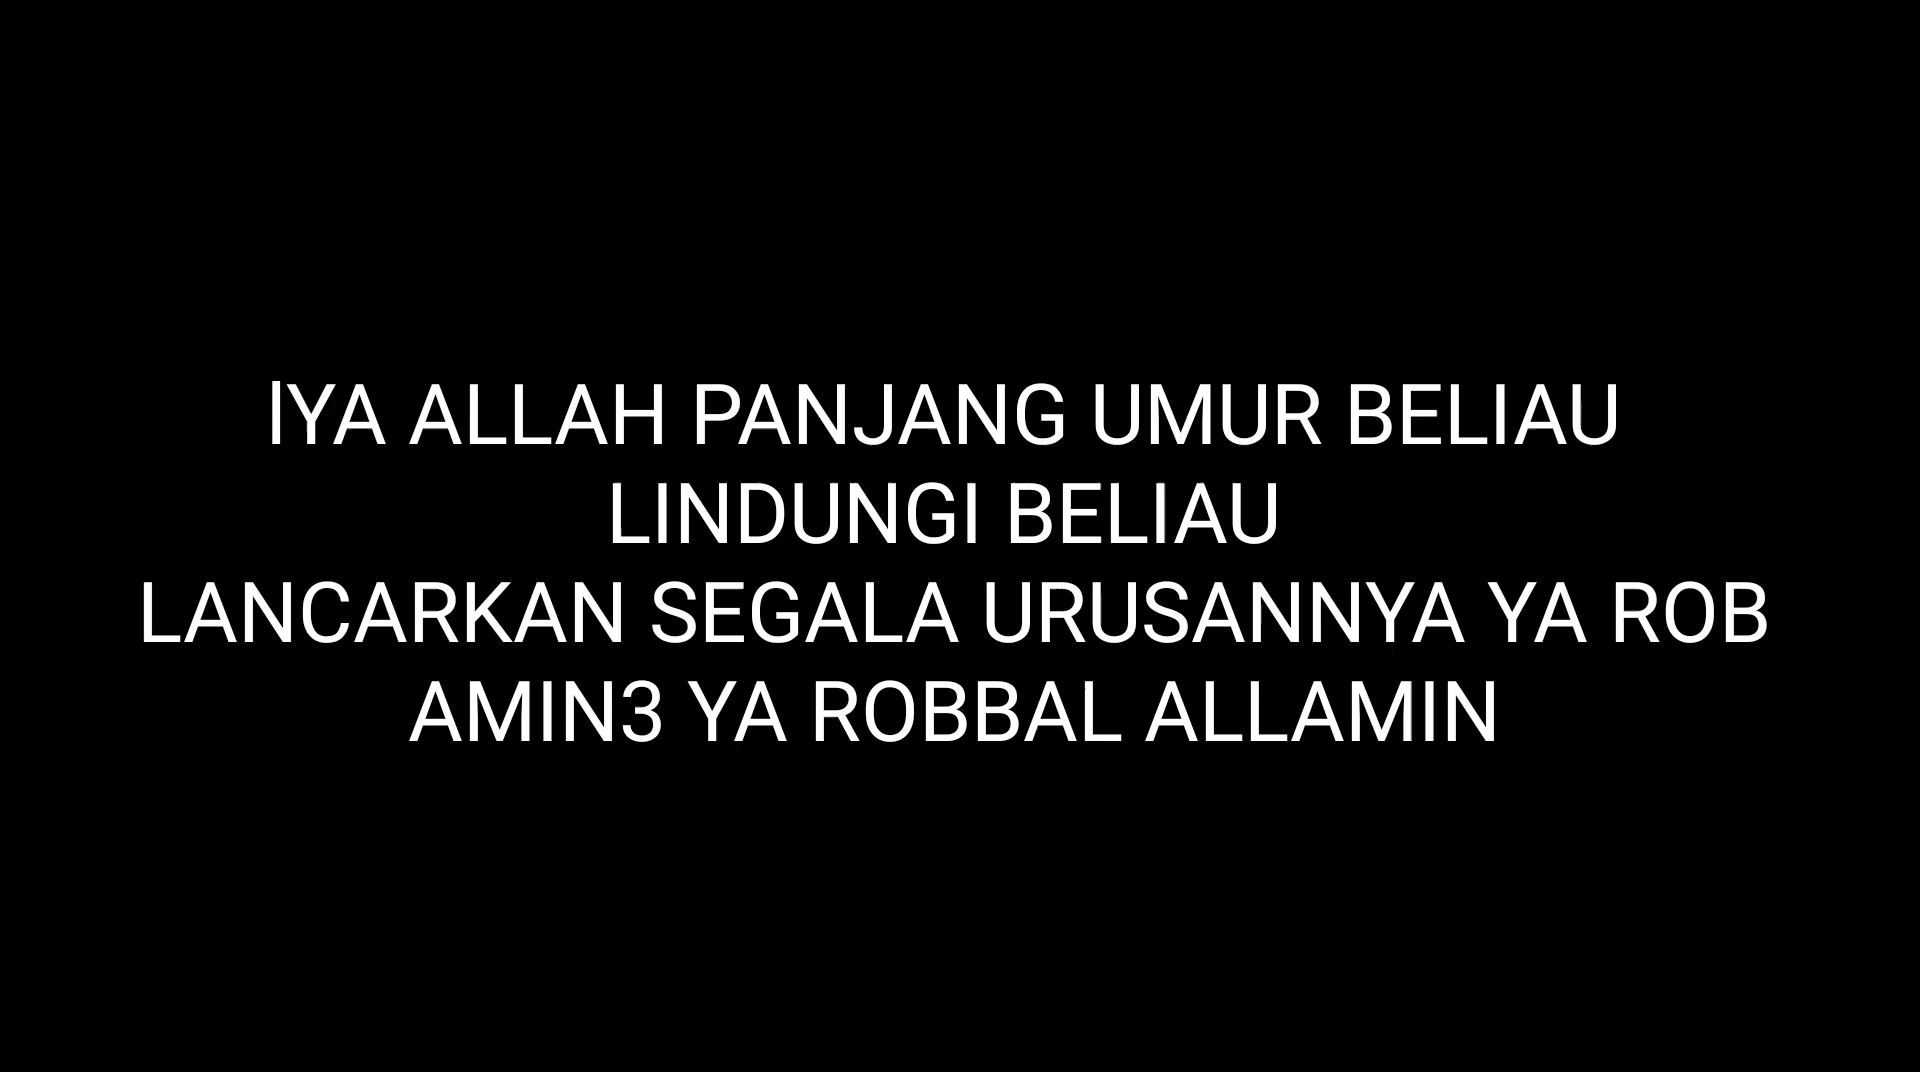 IYA ALLAH PANJANG UMUR BELIAU
LINDUNGI BELIAU
LANCARKAN SEGALA URUSANNYA YA ROB
AMIN3 YA ROBBAL ALLAMIN